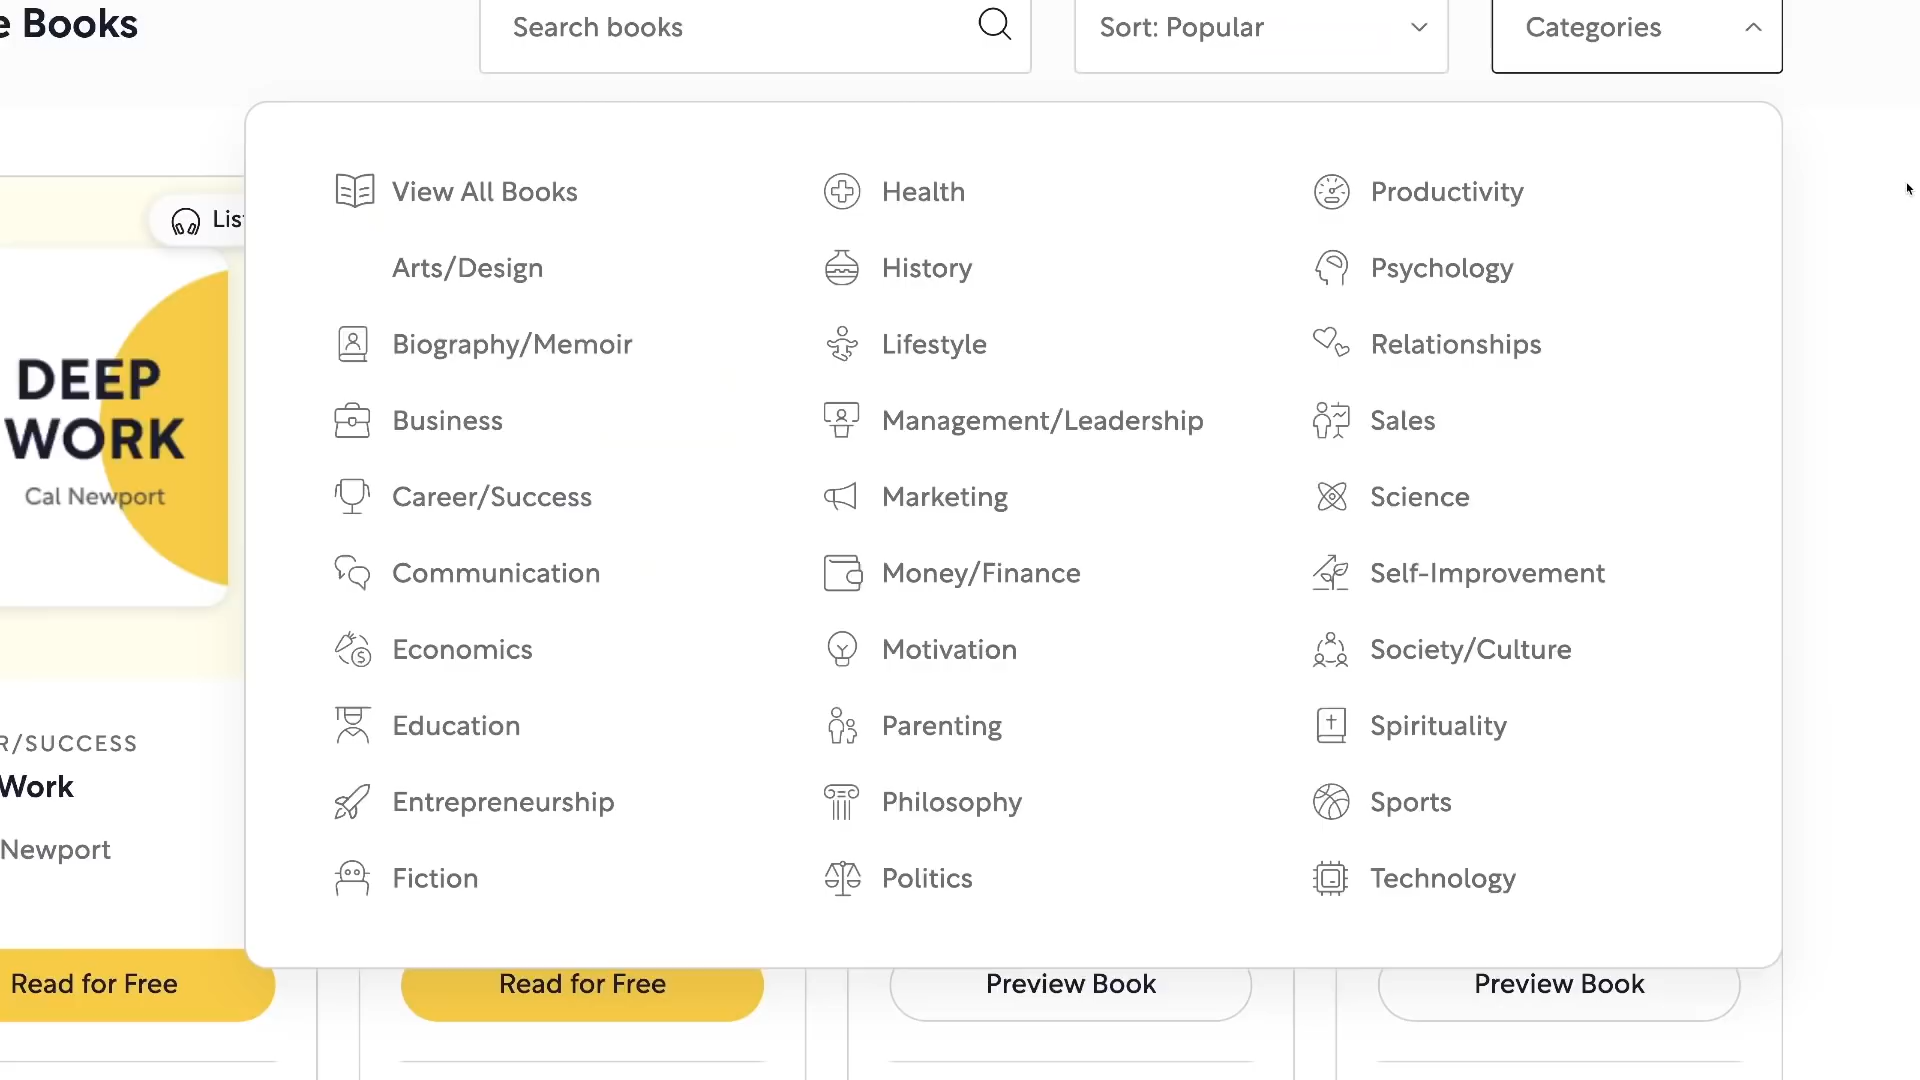 e Books
Search books
Sort: Popular
Categories
View All Books
Arts/Design
Biography/Memoir
Business
Career/Success
Communication
Economics
Education
Entrepreneurship
Fiction
Health
History
Lifestyle
Management/Leadership
Marketing
Money/Finance
Motivation
Parenting
Philosophy
Politics
Productivity
Psychology
Relationships
Sales
Science
Self-Improvement
Society/Culture
Spirituality
Sports
Technology
Lis
DEEP
WORK
Cal Newport
R/SUCCESS
Work
Newport
Read for Free
Read for Free
Preview Book
Preview Book